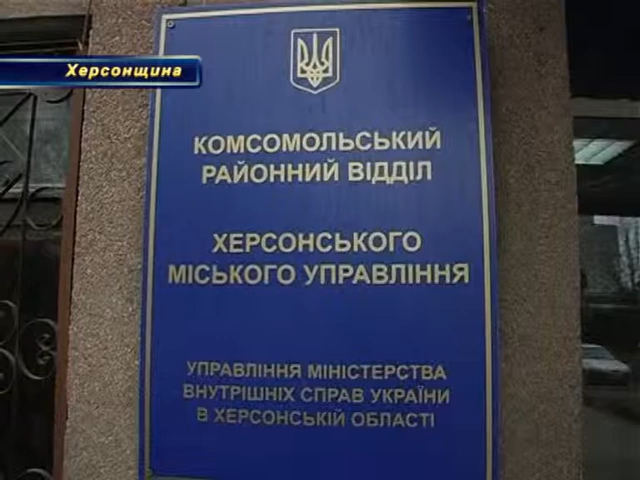 Херсонщина
КОМСОМОЛЬСЬКИЙ
РАЙОННИЙ ВІДДІЛ
ХЕРСОНСЬКОГО
МІСЬКОГО УПРАВЛІННЯ
УПРАВЛІННЯ МІНІСТЕРСТВА
ВНУТРІШНІХ СПРАВ УКРАЇНИ
В ХЕРСОНСЬКІЙ ОБЛАСТІ